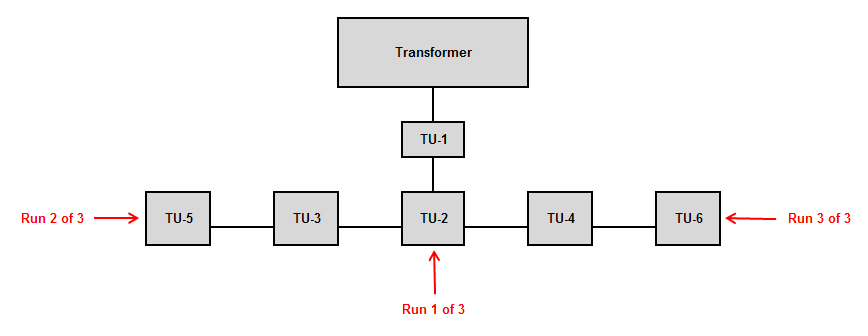 Transformer
TU-1
Run 2 of 3
TU-5
TU-3
TU-2
TU-4
TU-6
Run 3 of 3
Run 1 of 3